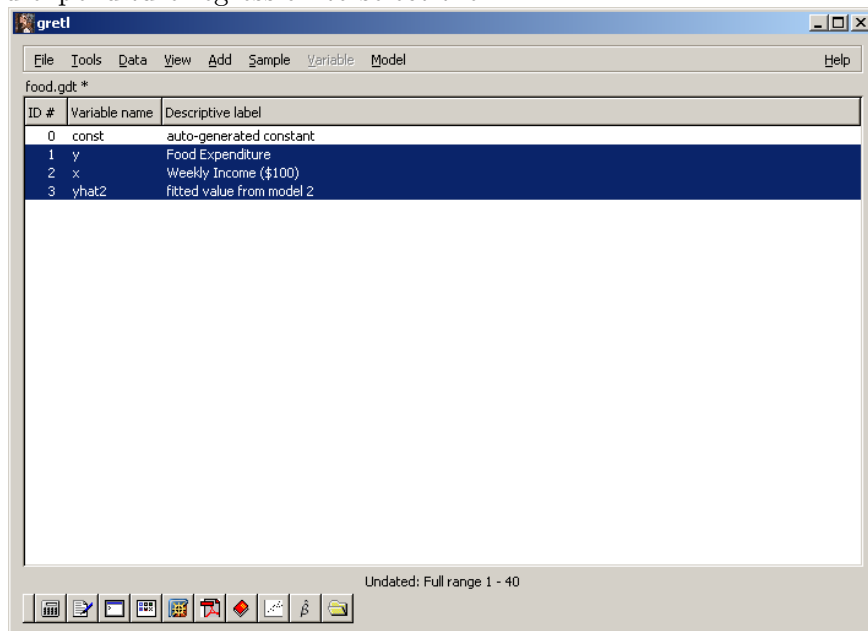 gretl
File Tools Data View Add Sample Variable Model Help
food.gdt *
ID # Variable name Descriptive label
0 const auto-generated constant
1 y Food Expenditure
2 x Weekly Income ($100)
3 yhat2 fitted value from model 2
Undated: Full range 1 - 40
β̂